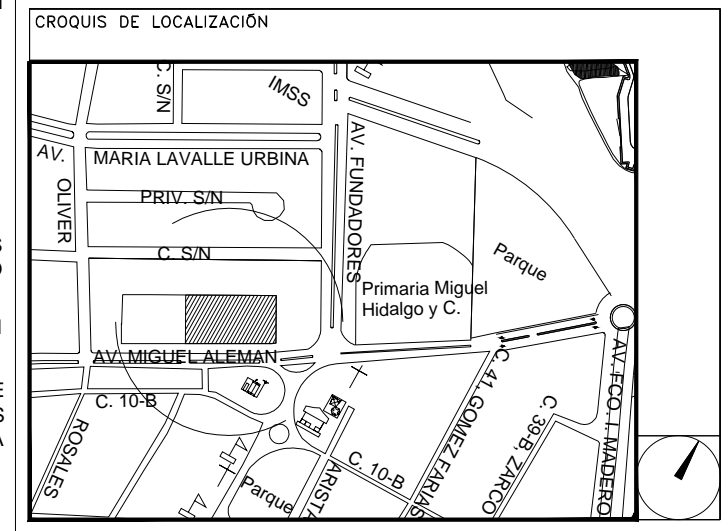 CROQUIS DE LOCALIZACIÓN
C. S/N
IMSS
AV.
MARIA LAVALLE URBINA
OLIVER
PRIV. S/N
AV. FUNDADORES
C. S/N
Parque
Primaria Miguel
Hidalgo y C.
AV. MIGUEL ALEMAN
C. 10-B
ROSALES
Parque
ARISTA
C. 10-B
C. 41, GOMEZ FARIAS
C. 39-B, ZARCO
AV. FCO. I. MADERO